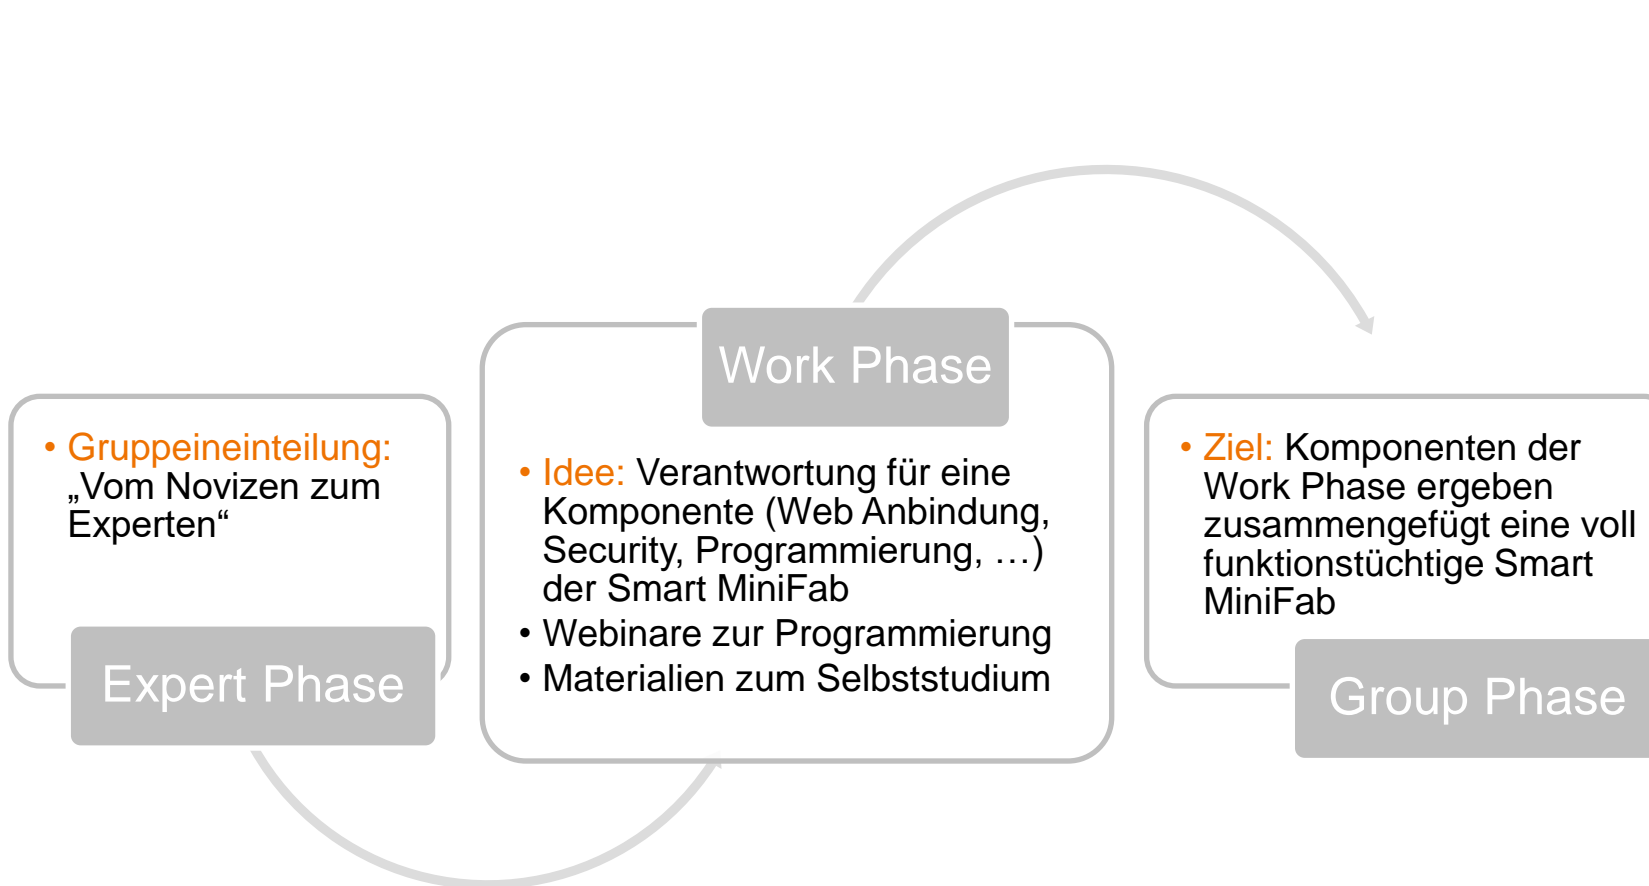 • Gruppeineinteilung:
„Vom Novizen zum
Experten“
Expert Phase
Work Phase
• Idee: Verantwortung für eine
Komponente (Web Anbindung,
Security, Programmierung, …)
der Smart MiniFab
• Webinare zur Programmierung
• Materialien zum Selbststudium
• Ziel: Komponenten der
Work Phase ergeben
zusammengefügt eine voll
funktionstüchtige Smart
MiniFab
Group Phase